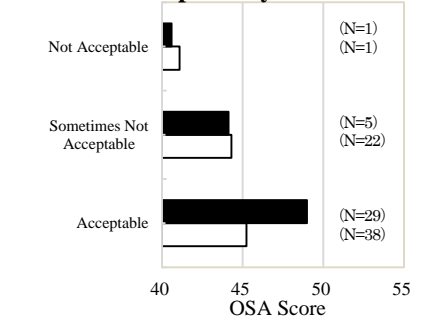 Not Acceptable
(N=1)
(N=1)
Sometimes Not
Acceptable
(N=5)
(N=22)
Acceptable
(N=29)
(N=38)
40 45 50 55
OSA Score